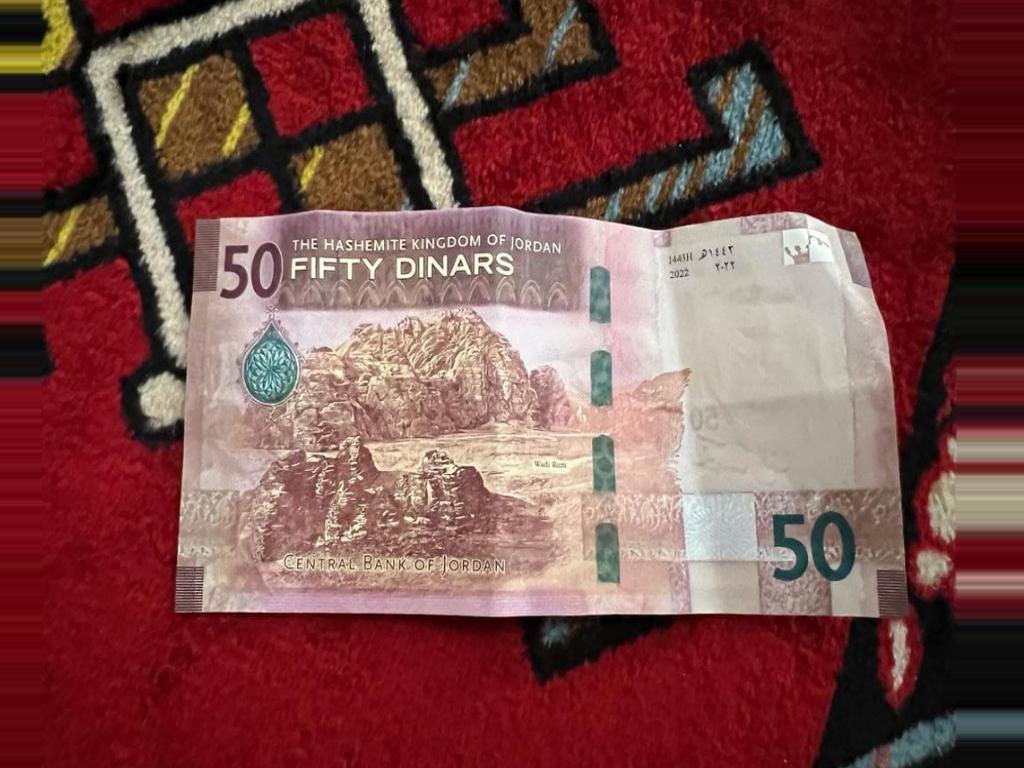 50
THE HASHEMITE KINGDOM OF JORDAN
FIFTY DINARS
1443H ١٤٤٣هـ
2022 ٢٠٢٢
Wadi Rum
CENTRAL BANK OF JORDAN
50